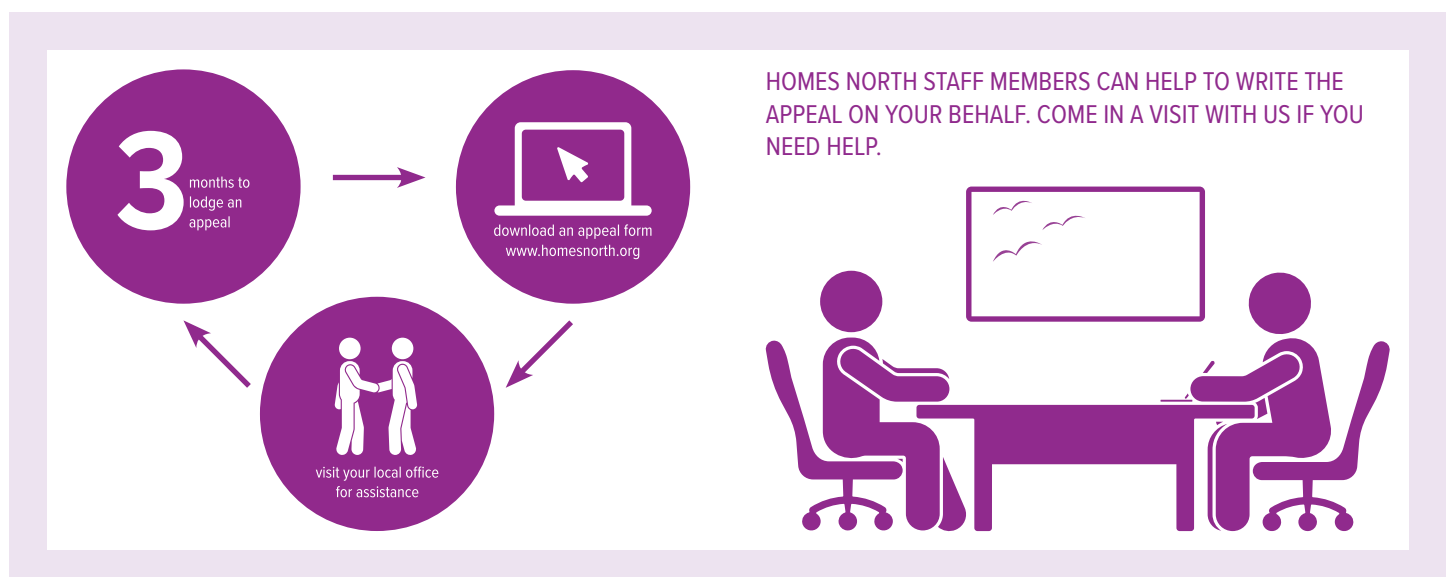 3
months to
lodge an
appeal
download an appeal form
www.homesnorth.org
visit your local office
for assistance
HOMES NORTH STAFF MEMBERS CAN HELP TO WRITE THE
APPEAL ON YOUR BEHALF. COME IN A VISIT WITH US IF YOU
NEED HELP.